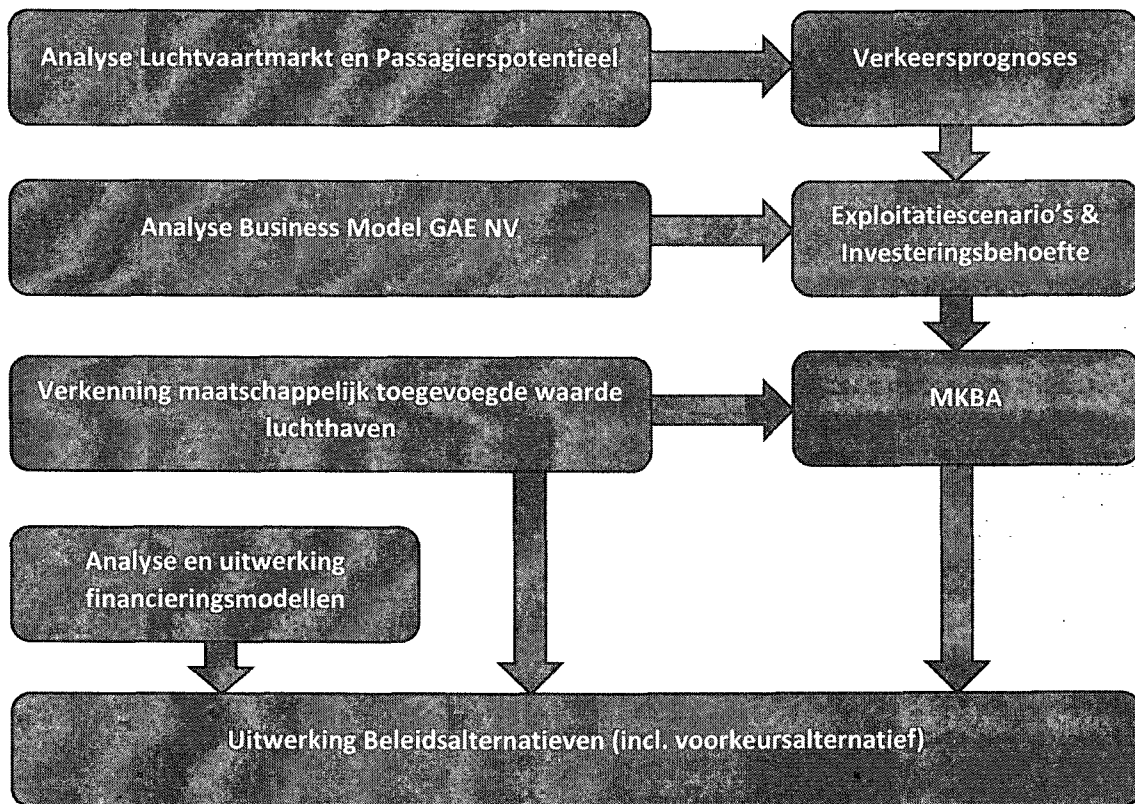 Analyse Luchtvaartmarkt en Passagierspotentieel
Verkeersprognoses
Analyse Business Model GAE NV
Exploitatiescenario's &
Investeringsbehoefte
Verkenning maatschappelijk toegevoegde waarde
luchthaven
MKBA
Analyse en uitwerking
financieringsmodellen
Uitwerking Beleidsalternatieven (incl. voorkeursalternatief)